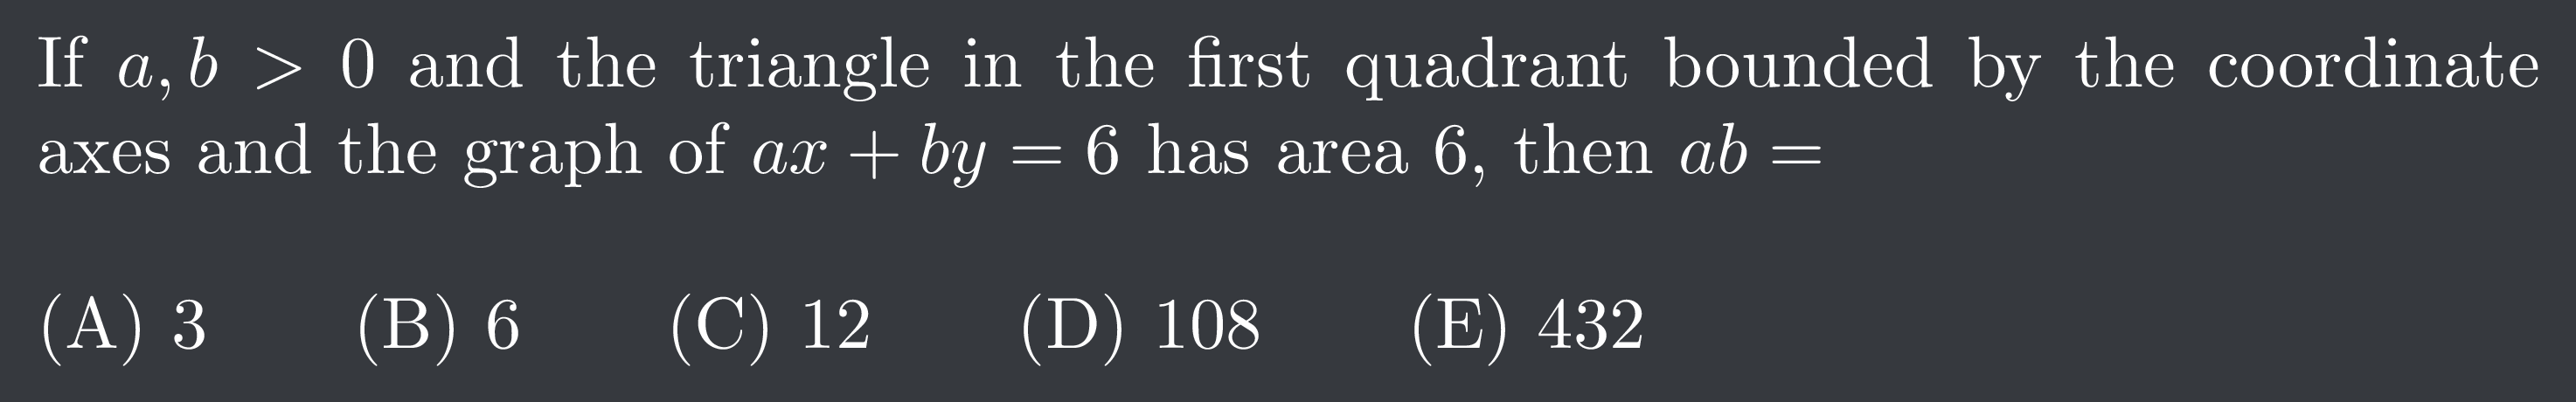 If a, b > 0 and the triangle in the first quadrant bounded by the coordinate
axes and the graph of ax + by = 6 has area 6, then ab =
(A) 3 (B) 6 (C) 12 (D) 108 (E) 432